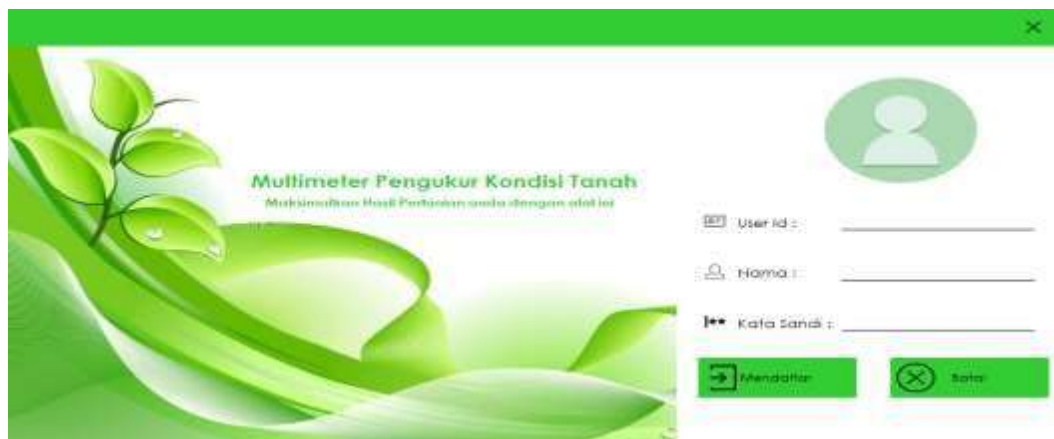 Multimeter Pengukur Kondisi Tanah
Maksimalkan Hasil Pertanian anda dengan alat ini
User id :
Nama :
Kata Sandi :
Mendaftar
Batal